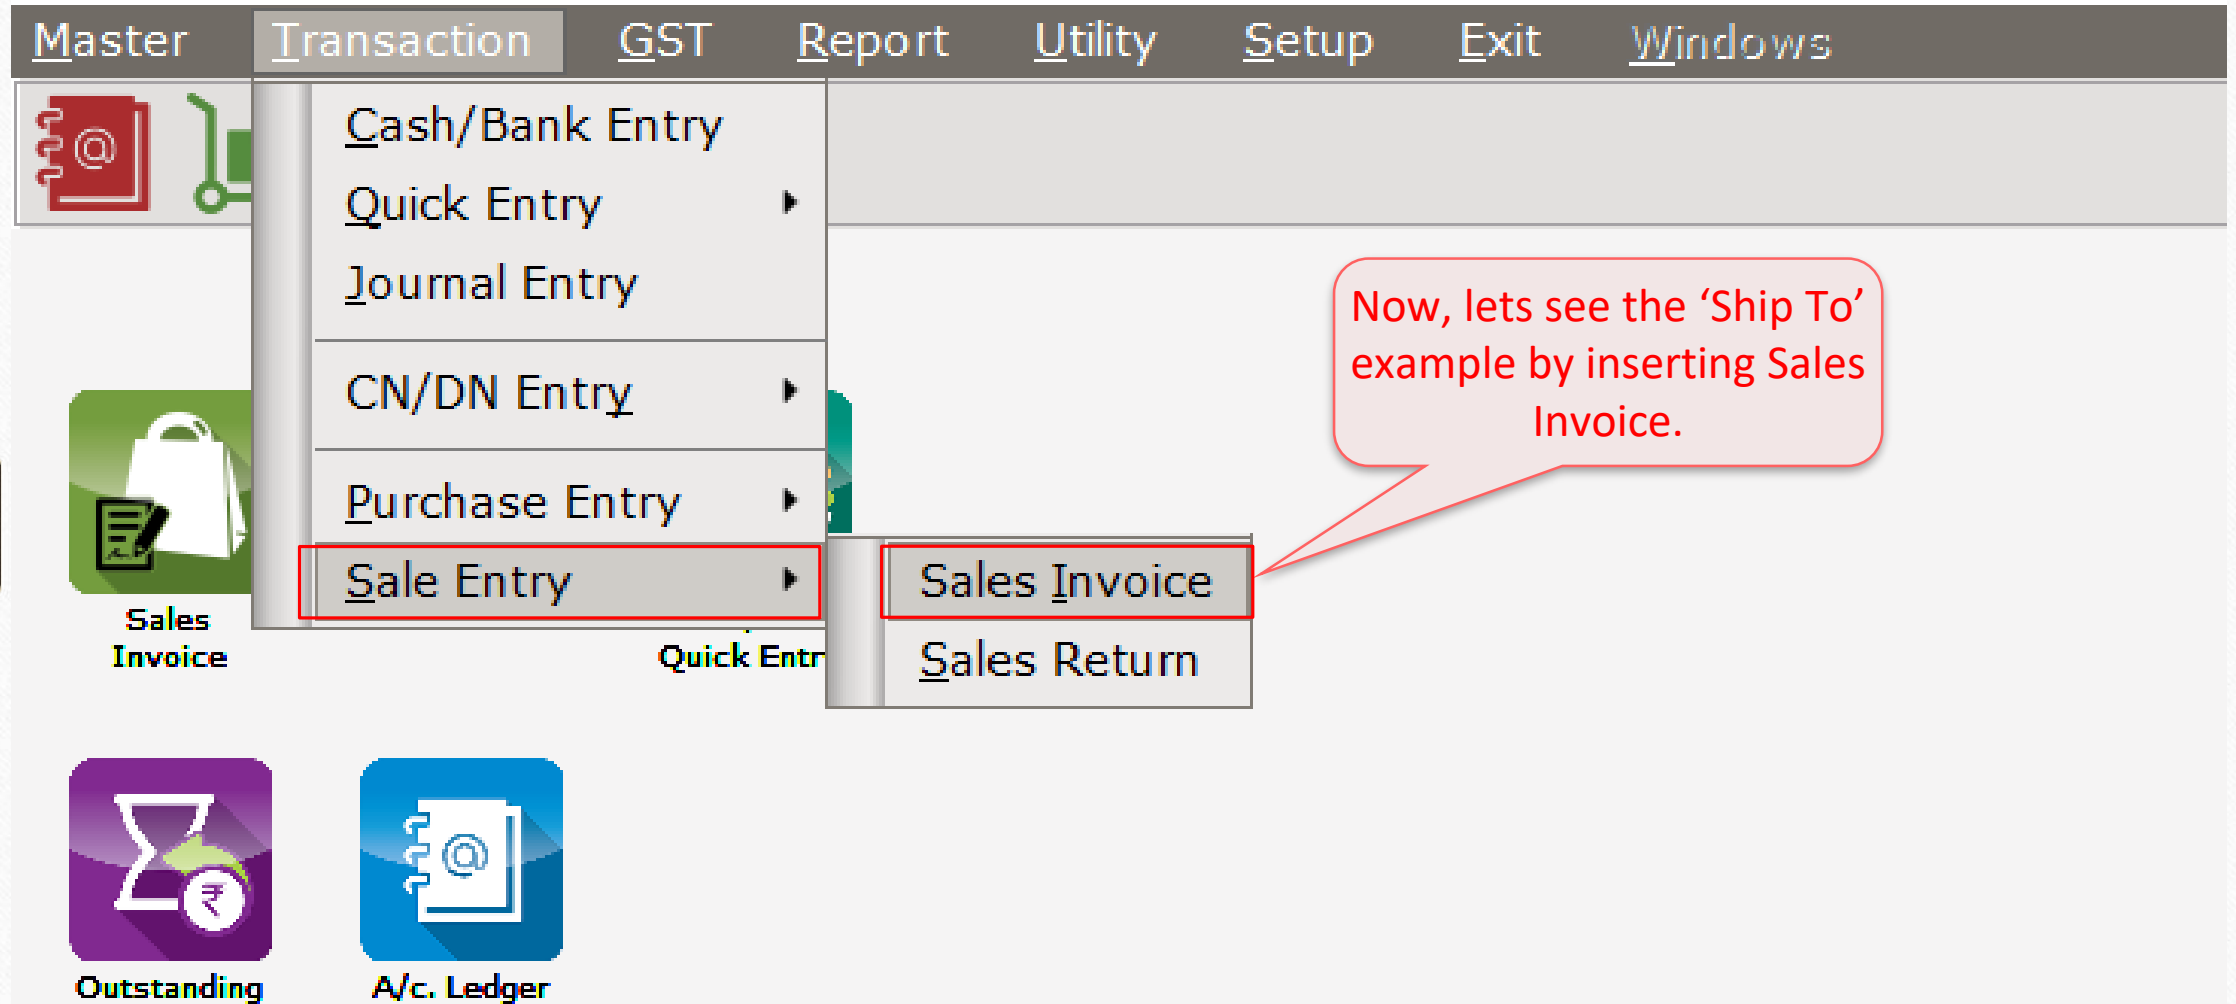 Master Transaction GST Report Utility Setup Exit Windows
Cash/Bank Entry
Quick Entry
Journal Entry
CN/DN Entry
Purchase Entry
Sale Entry
Sales Invoice
Sales Return
Now, lets see the ‘Ship To’
example by inserting Sales
Invoice.
Sales
Invoice
Quick Entr
Outstanding
A/c. Ledger